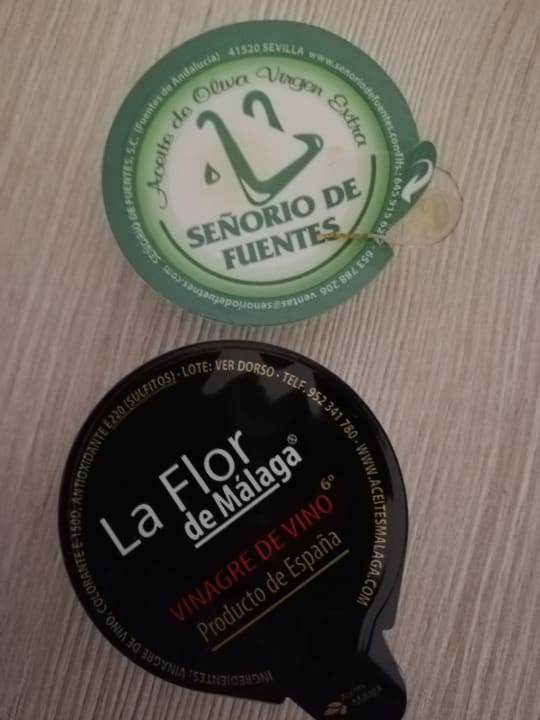 SEÑORIO DE FUENTES, S.C. (Fuentes de Andalucía) 41520 SEVILLA www.senoriodefuentes.com
ventas@senoriodefuetnes.com
653 788 206
Aceite de Oliva Virgen Extra
SEÑORIO DE
FUENTES
INGREDIENTES: VINAGRE DE VINO, COLORANTE E-150D, ANTIOXIDANTE E220 (SULFITOS) · LOTE: VER DORSO · TELF. 952 341 780 · WWW.ACEITESMALAGA.COM
La Flor
de Málaga®
VINAGRE DE VINO 6º
Producto de España